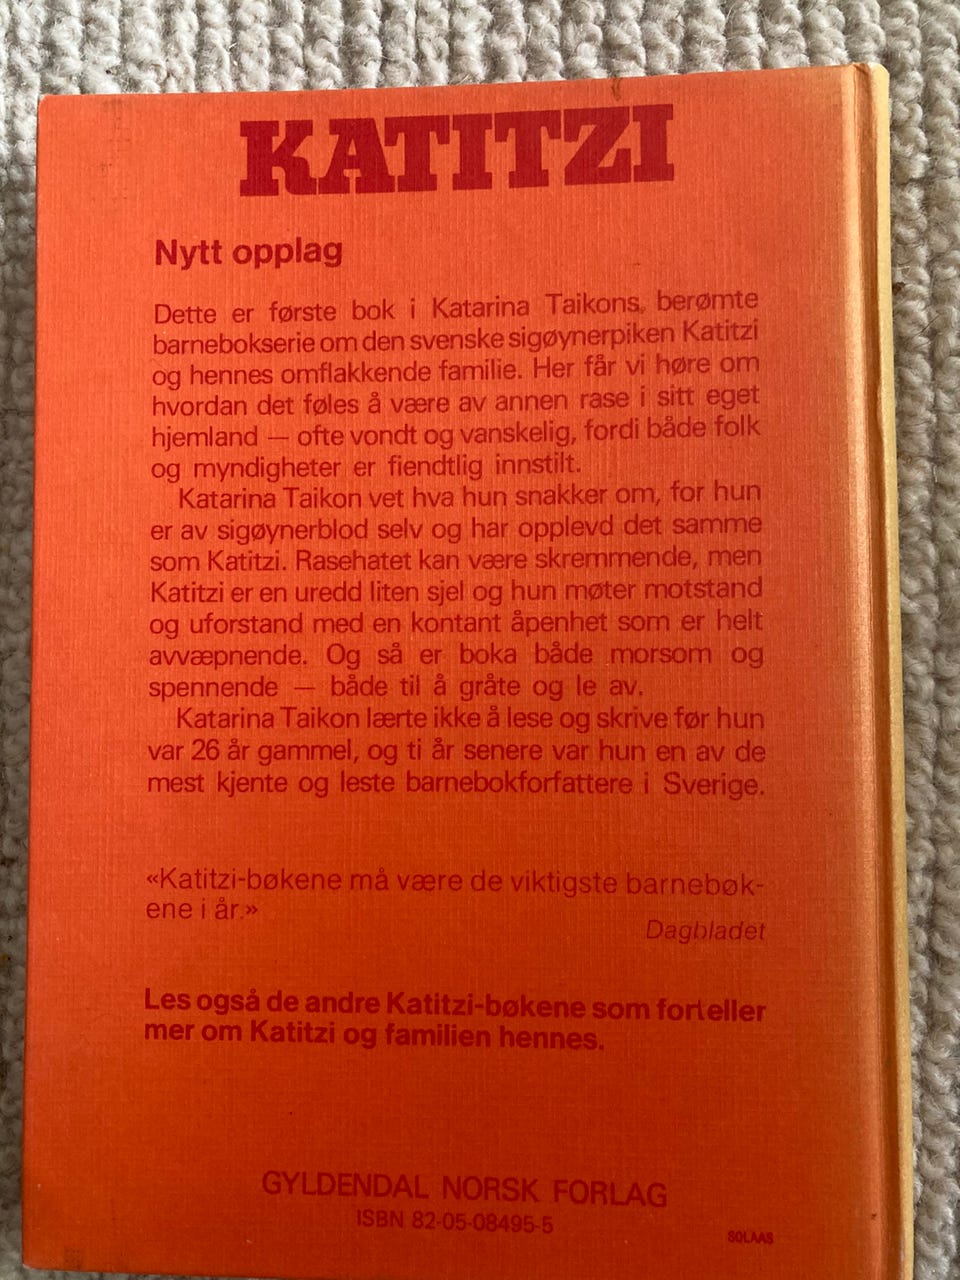 KATITZI
Nytt opplag
Dette er første bok i Katarina Taikons, berømte
barnebokserie om den svenske sigøynerpiken Katitzi
og hennes omflakkende familie. Her får vi høre om
hvordan det føles å være av annen rase i sitt eget
hjemland — ofte vondt og vanskelig, fordi både folk
og myndigheter er fiendtlig innstilt.
Katarina Taikon vet hva hun snakker om, for hun
er av sigøynerblod selv og har opplevd det samme
som Katitzi. Rasehatet kan være skremmende, men
Katitzi er en uredd liten sjel og hun møter motstand
og uforstand med en kontant åpenhet som er helt
avvæpnende. Og så er boka både morsom og
spennende — både til å gråte og le av.
Katarina Taikon lærte ikke å lese og skrive før hun
var 26 år gammel, og ti år senere var hun en av de
mest kjente og leste barnebokforfattere i Sverige.
«Katitzi-bøkene må være de viktigste barnebøk-
ene i år.»
Dagbladet
Les også de andre Katitzi-bøkene som forteller
mer om Katitzi og familien hennes.
GYLDENDAL NORSK FORLAG
ISBN 82-05-08495-5
SOLAAS